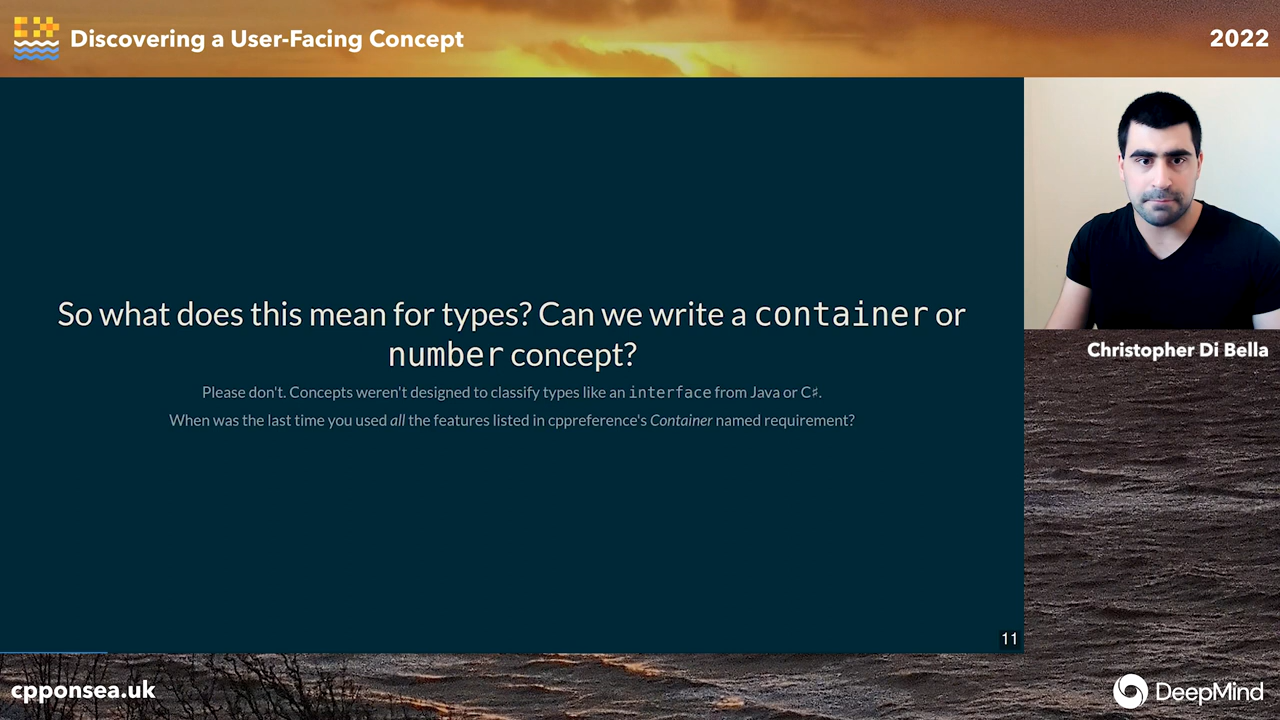 Discovering a User-Facing Concept
2022
So what does this mean for types? Can we write a container or
number concept?
Please don't. Concepts weren't designed to classify types like an interface from Java or C♯.
When was the last time you used all the features listed in cppreference's Container named requirement?
Christopher Di Bella
11
cpponsea.uk
DeepMind